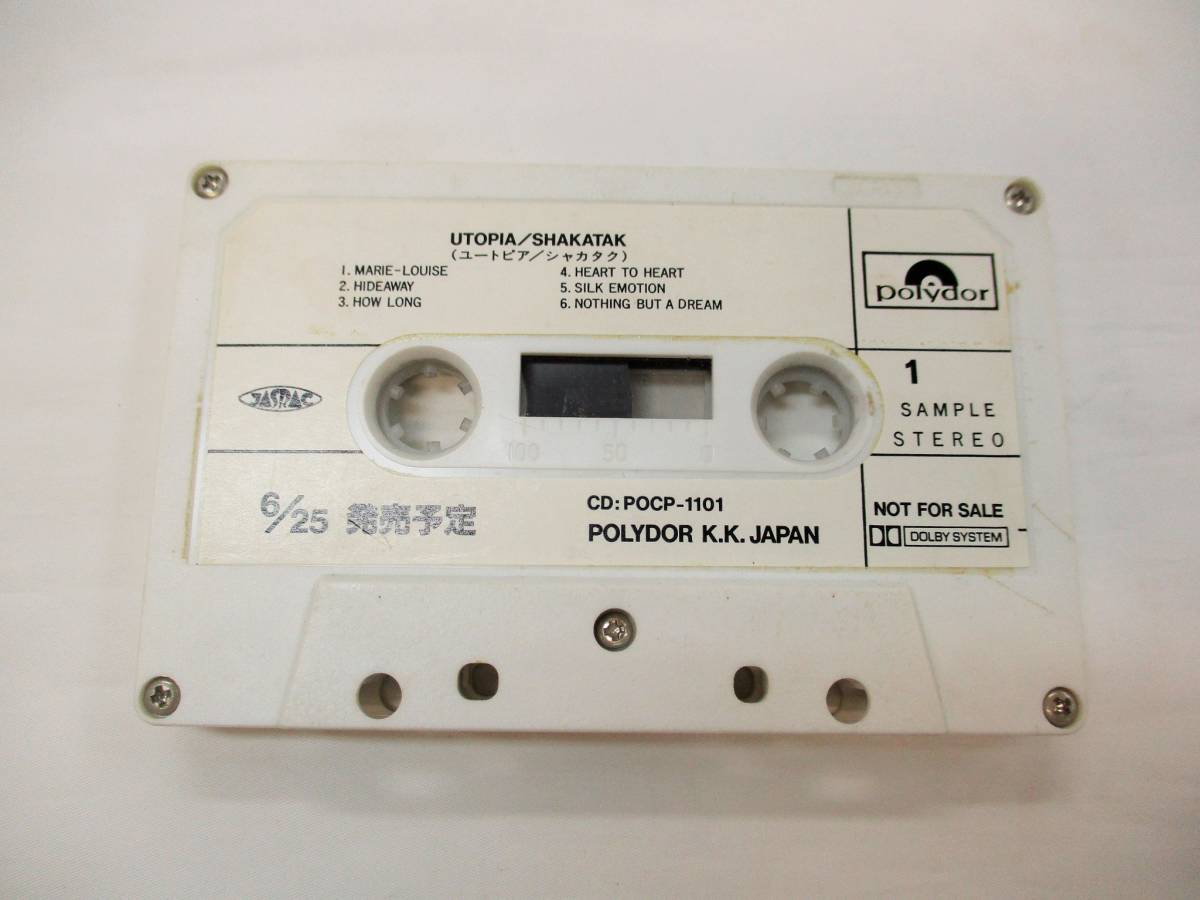 UTOPIA/SHAKATAK
(ユートピア/シャカタク)
1. MARIE-LOUISE
2. HIDEAWAY
3. HOW LONG
4. HEART TO HEART
5. SILK EMOTION
6. NOTHING BUT A DREAM
polydor
JASRAC
1
SAMPLE
STEREO
100 50 0
6/25 発売予定
CD: POCP-1101
POLYDOR K.K. JAPAN
NOT FOR SALE
DOLBY SYSTEM